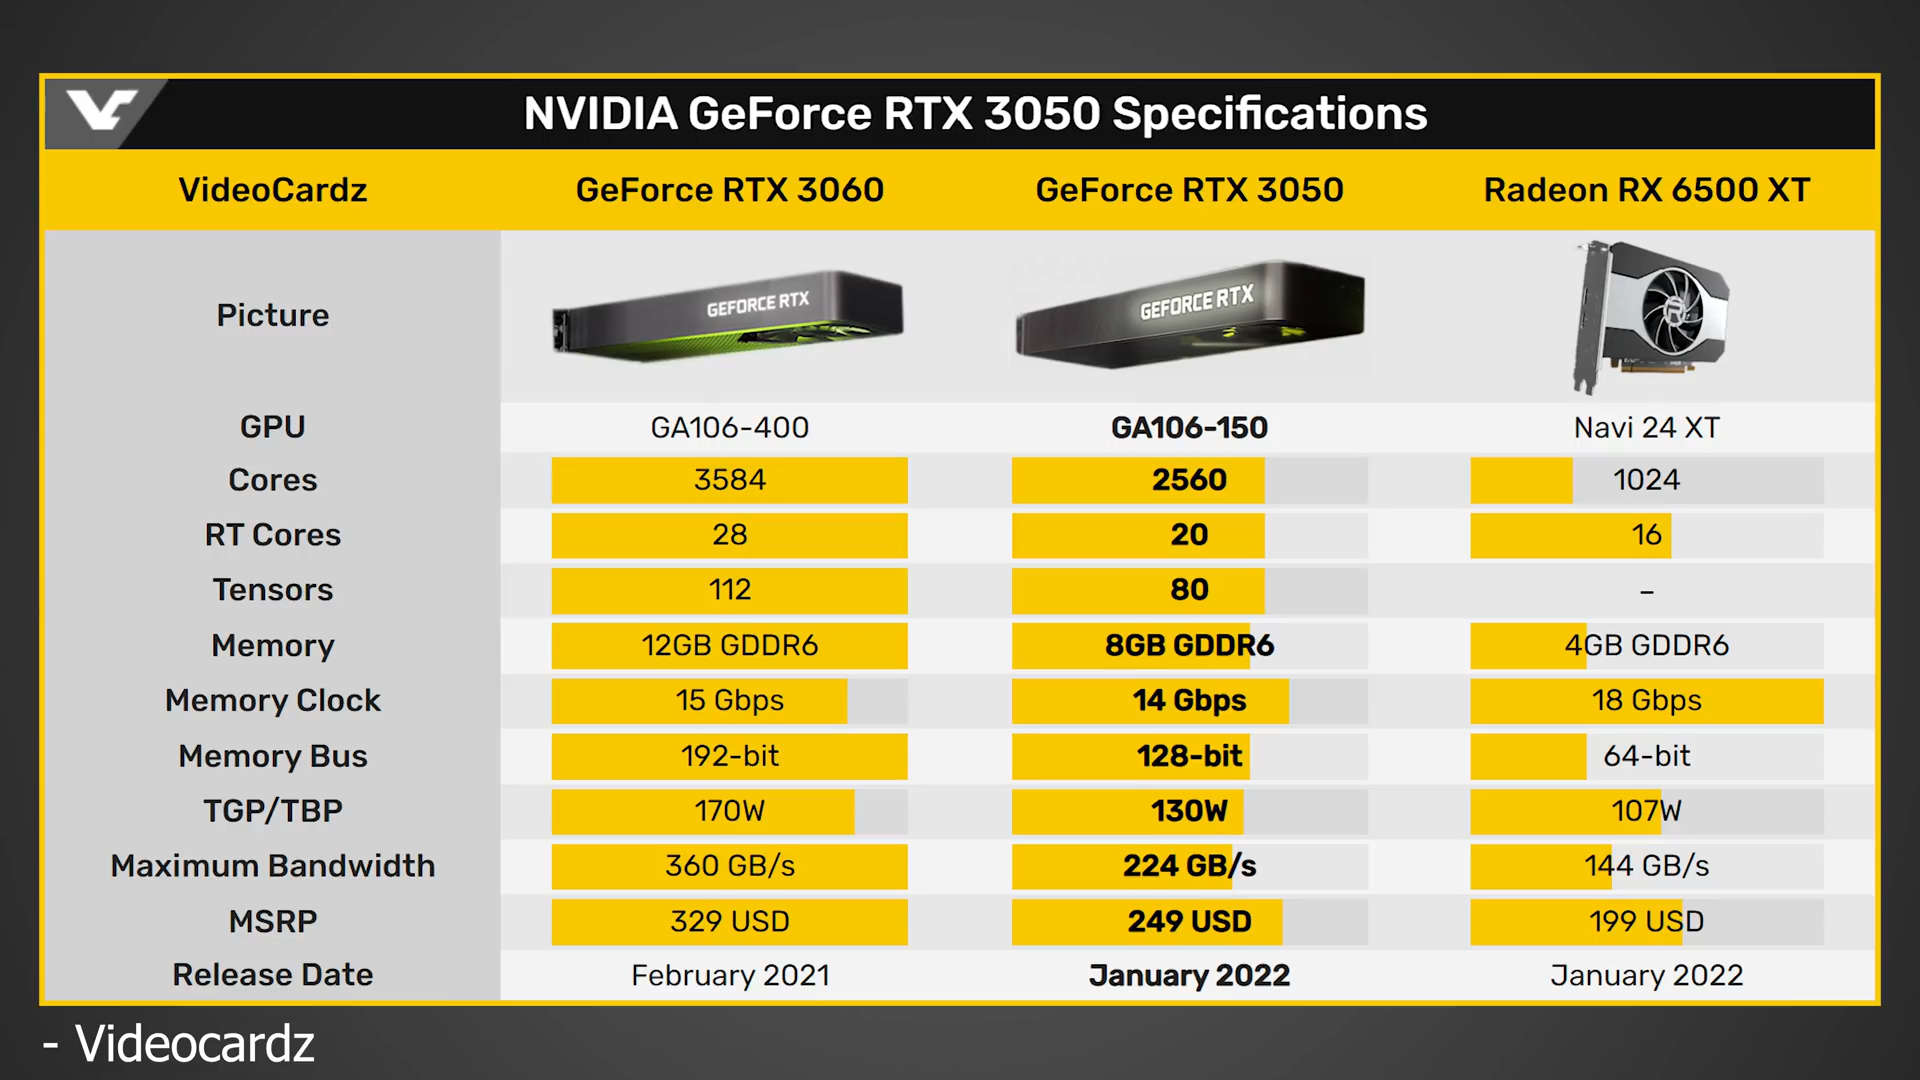 NVIDIA GeForce RTX 3050 Specifications
VideoCardz GeForce RTX 3060 GeForce RTX 3050 Radeon RX 6500 XT
Picture GEFORCE RTX GEFORCE RTX R
GPU GA106-400 GA106-150 Navi 24 XT
Cores 3584 2560 1024
RT Cores 28 20 16
Tensors 112 80 –
Memory 12GB GDDR6 8GB GDDR6 4GB GDDR6
Memory Clock 15 Gbps 14 Gbps 18 Gbps
Memory Bus 192-bit 128-bit 64-bit
TGP/TBP 170W 130W 107W
Maximum Bandwidth 360 GB/s 224 GB/s 144 GB/s
MSRP 329 USD 249 USD 199 USD
Release Date February 2021 January 2022 January 2022
- Videocardz